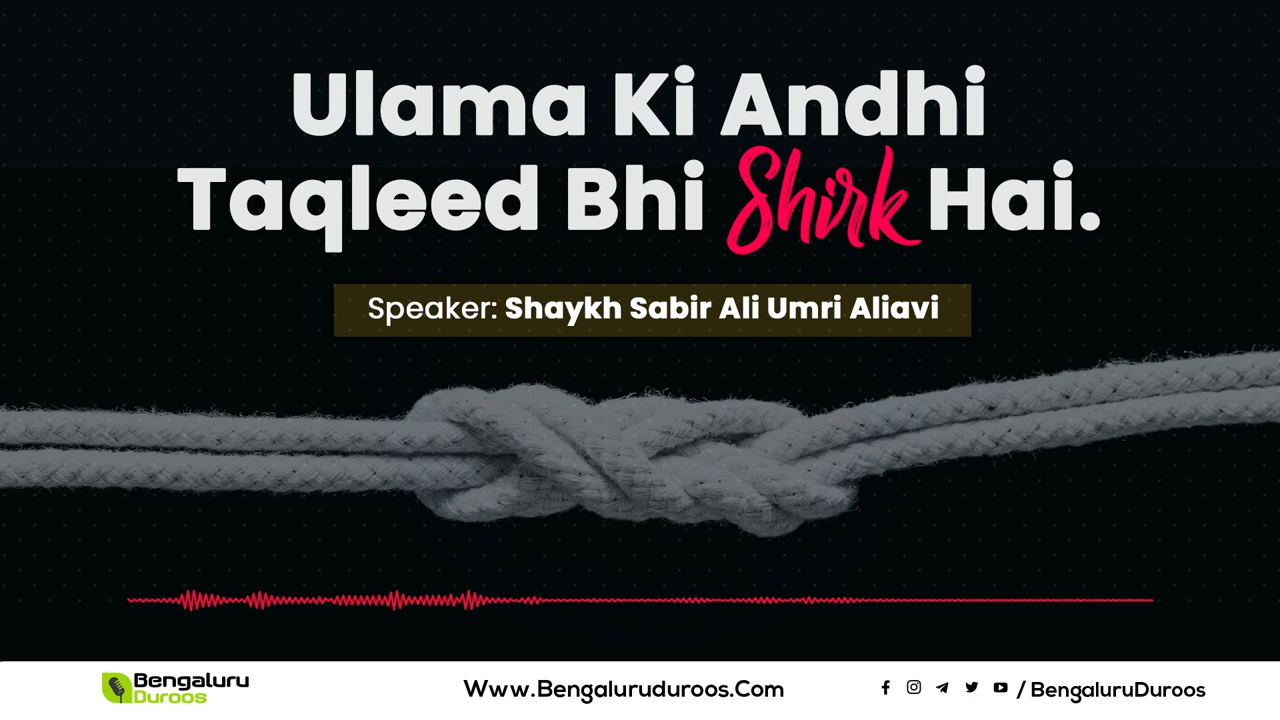 Ulama Ki Andhi
Taqleed Bhi Shirk Hai.
Speaker: Shaykh Sabir Ali Umri Aliavi
Bengaluru
Duroos
Www.Bengaluruduroos.Com
/ BengaluruDuroos